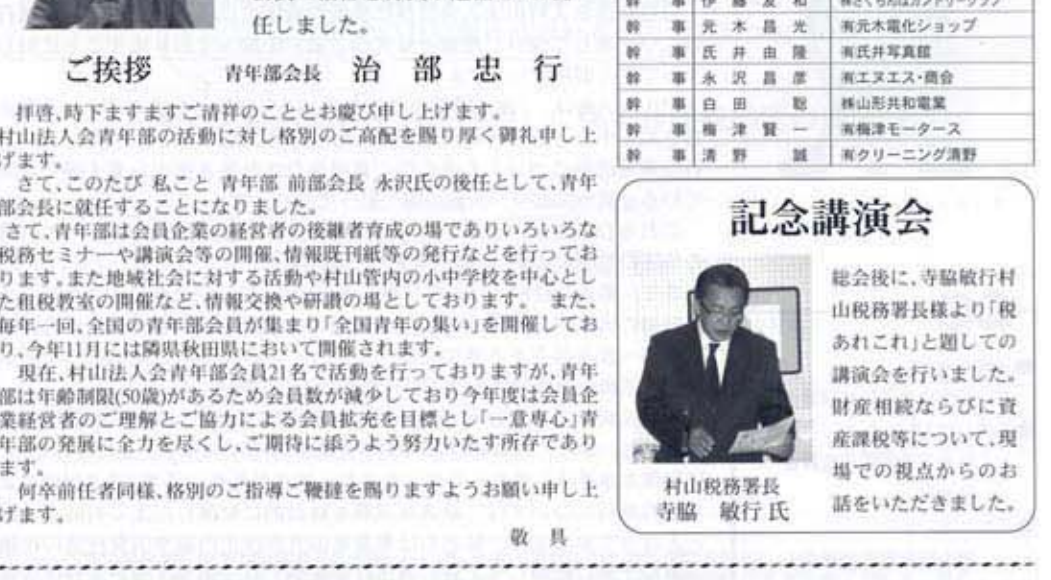 任しました。
ご挨拶 青年部会長 治部忠行
拝啓、時下ますますご清祥のこととお慶び申し上げます。
村山法人会青年部の活動に対し格別のご高配を賜り厚く御礼申し上
げます。
さて、このたび 私こと 青年部 前部会長 永沢氏の後任として、青年
部会長に就任することになりました。
さて、青年部は会員企業の経営者の後継者育成の場でありいろいろな
税務セミナーや講演会等の開催、情報既刊紙等の発行などを行ってお
ります。また地域社会に対する活動や村山管内の小中学校を中心とし
た租税教室の開催など、情報交換や研讃の場としております。 また、
毎年一回、全国の青年部会員が集まり「全国青年の集い」を開催してお
り、今年11月には隣県秋田県において開催されます。
現在、村山法人会青年部会員21名で活動を行っておりますが、青年
部は年齢制限(50歳)があるため会員数が減少しており今年度は会員企
業経営者のご理解とご協力による会員拡充を目標とし「一意専心」青
年部の発展に全力を尽くし、ご期待に添うよう努力いたす所存であり
ます。
何卒前任者同様、格別のご指導ご鞭撻を賜りますようお願い申し上
げます。
敬具
幹事 伊藤友和 ㈱さくらんぼカントリークラブ
幹事 元木昌光 ㈲元木電化ショップ
幹事 氏井由隆 ㈲氏井写真館
幹事 永沢昌彦 ㈲エヌエス・商会
幹事 白田聡 ㈱山形共和電業
幹事 梅津賢一 ㈲梅津モータース
幹事 清野誠 ㈲クリーニング清野
記念講演会
総会後に、寺脇敏行村
山税務署長様より「税
あれこれ」と題しての
講演会を行いました。
財産相続ならびに資
産課税等について、現
場での視点からのお
話をいただきました。
村山税務署長
寺脇 敏行 氏